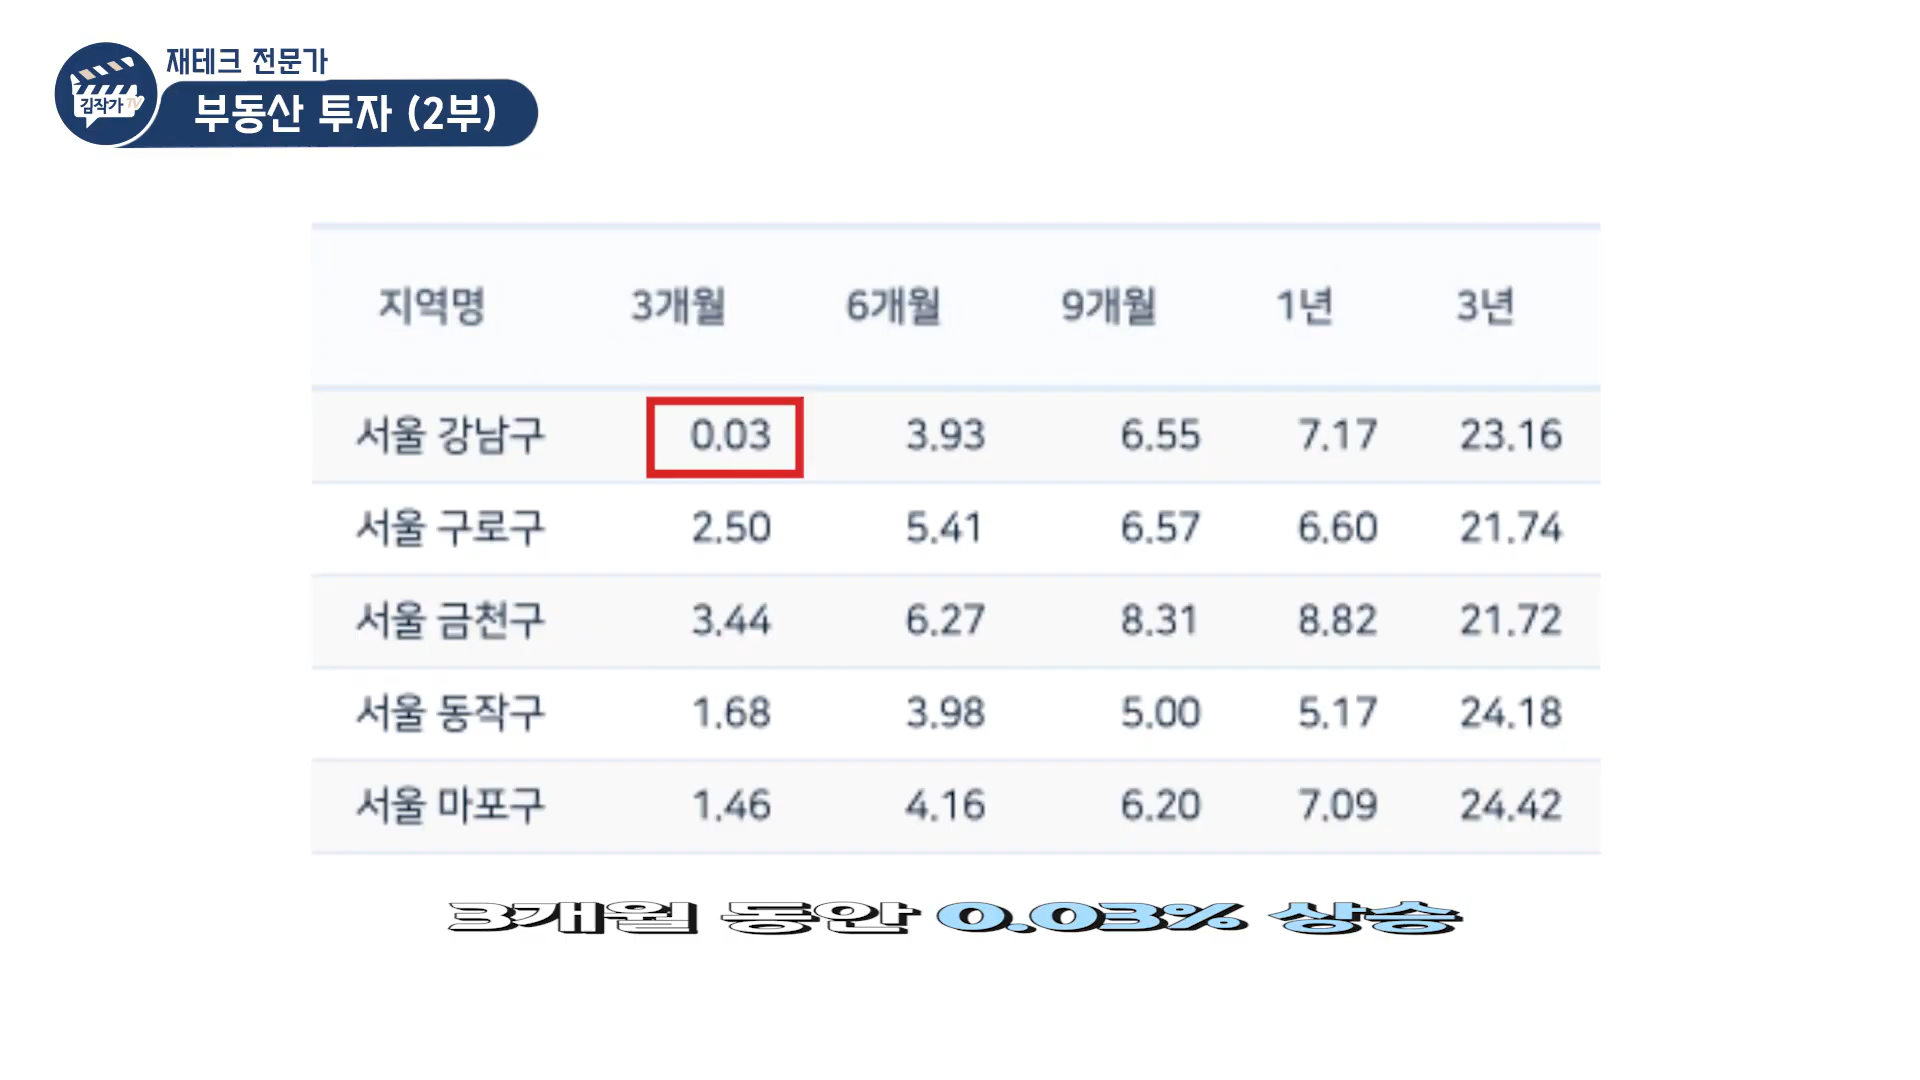 재테크 전문가
김작가 TV
부동산 투자 (2부)
지역명 3개월 6개월 9개월 1년 3년
서울 강남구 0.03 3.93 6.55 7.17 23.16
서울 구로구 2.50 5.41 6.57 6.60 21.74
서울 금천구 3.44 6.27 8.31 8.82 21.72
서울 동작구 1.68 3.98 5.00 5.17 24.18
서울 마포구 1.46 4.16 6.20 7.09 24.42
3개월 동안 0.03% 상승